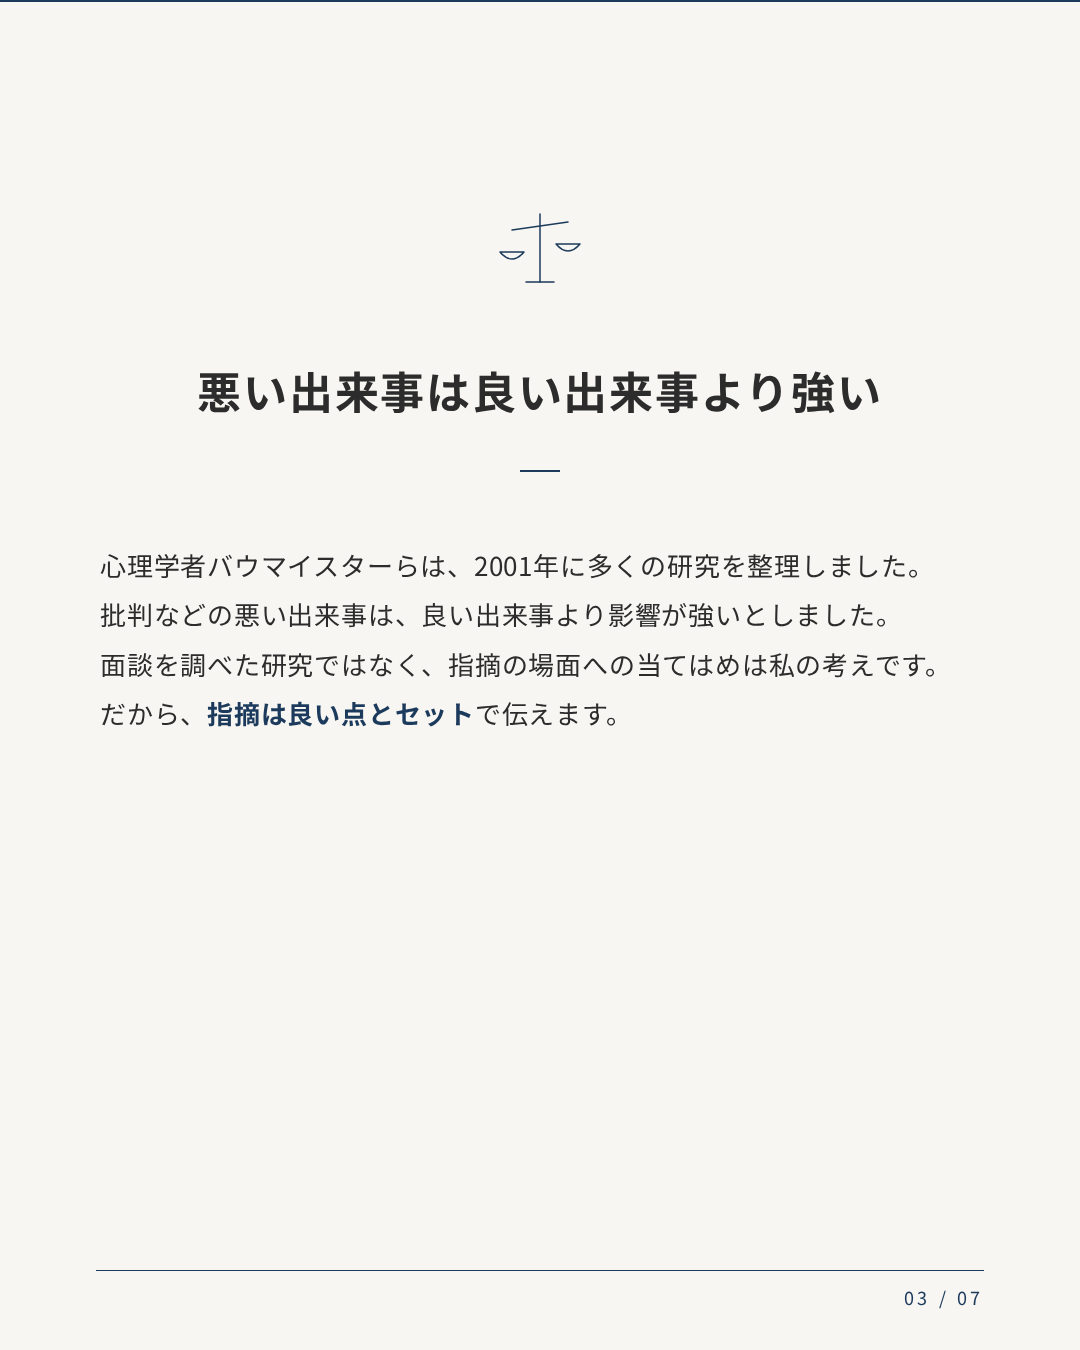 悪い出来事は良い出来事より強い
心理学者バウマイスターらは、2001年に多くの研究を整理しました。
批判などの悪い出来事は、良い出来事より影響が強いとしました。
面談を調べた研究ではなく、指摘の場面への当てはめは私の考えです。
だから、指摘は良い点とセットで伝えます。
03 / 07